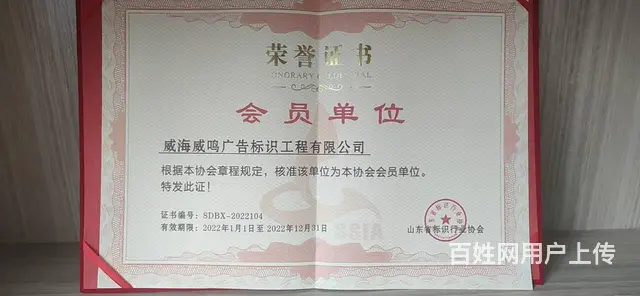 荣誉证书
会员单位
威海威鸣广告标识工程有限公司
根据本协会章程规定，核准该单位为本协会会员单位。
特发此证！
证书编号：SDBX-2022104
有效期限：2022年1月1日至2022年12月31日
山东省标识行业协会
百姓网用户上传